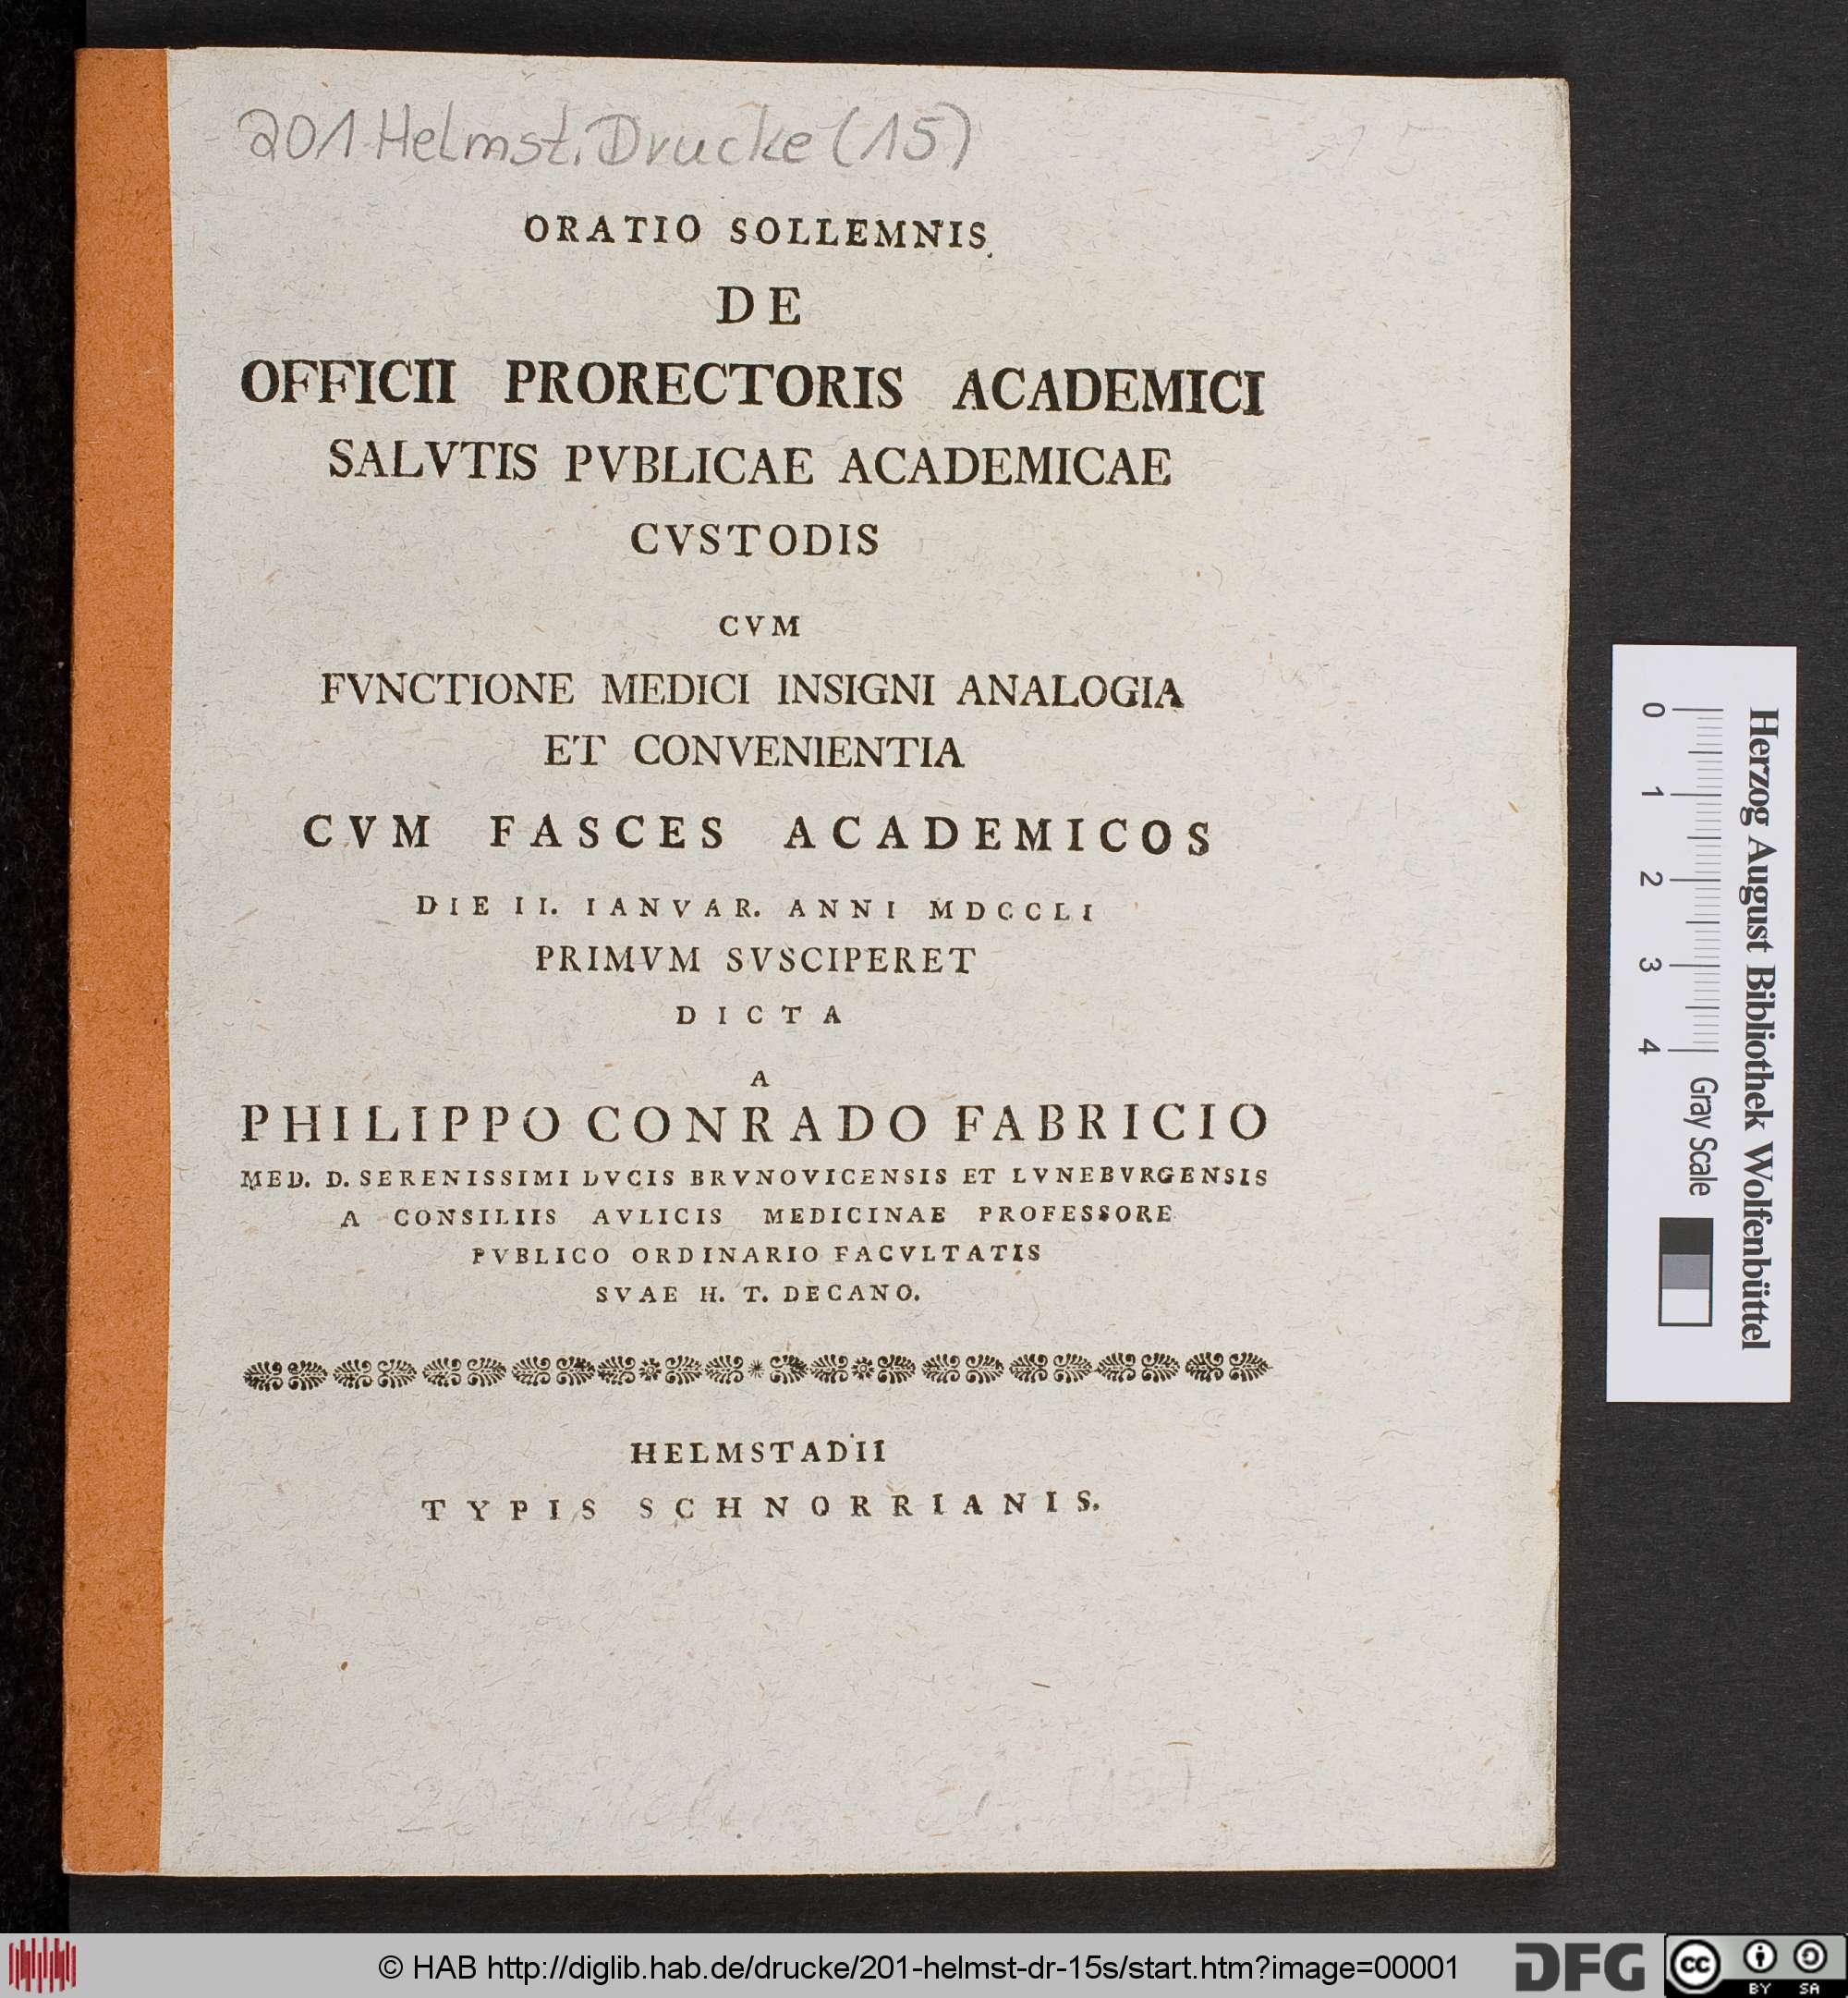 201 Helmst. Drucke (15)
ORATIO SOLLEMNIS
DE
OFFICII PRORECTORIS ACADEMICI
SALVTIS PVBLICAE ACADEMICAE
CVSTODIS
CVM
FVNCTIONE MEDICI INSIGNI ANALOGIA
ET CONVENIENTIA
CVM FASCES ACADEMICOS
DIE II. IANVAR. ANNI MDCCLI
PRIMVM SVSCIPERET
DICTA
A
PHILIPPO CONRADO FABRICIO
MED. D. SERENISSIMI DVCIS BRVNOVICENSIS ET LVNEBVRGENSIS
A CONSILIIS AVLICIS MEDICINAE PROFESSORE
PVBLICO ORDINARIO FACVLTATIS
SVAE H. T. DECANO.
HELMSTADII
TYPIS SCHNORRIANIS.
Herzog August Bibliothek Wolfenbüttel
0 1 2 3 4 Gray Scale
© HAB http://diglib.hab.de/drucke/201-helmst-dr-15s/start.htm?image=00001
DFG
cc BY SA